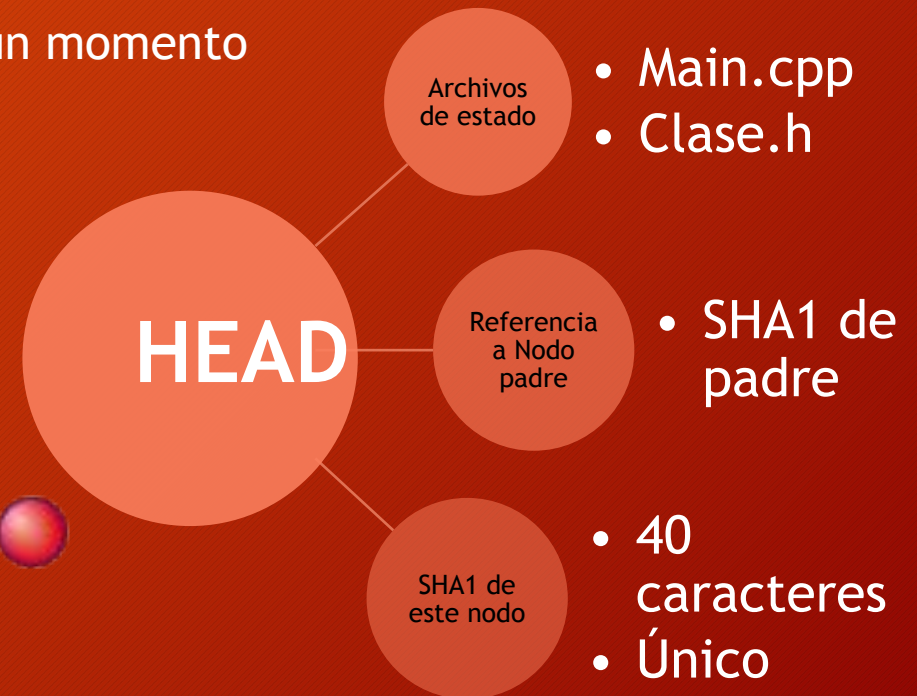 un momento
Archivos
de estado
• Main.cpp
• Clase.h
HEAD
Referencia
a Nodo
padre
• SHA1 de
padre
SHA1 de
este nodo
• 40
caracteres
• Único